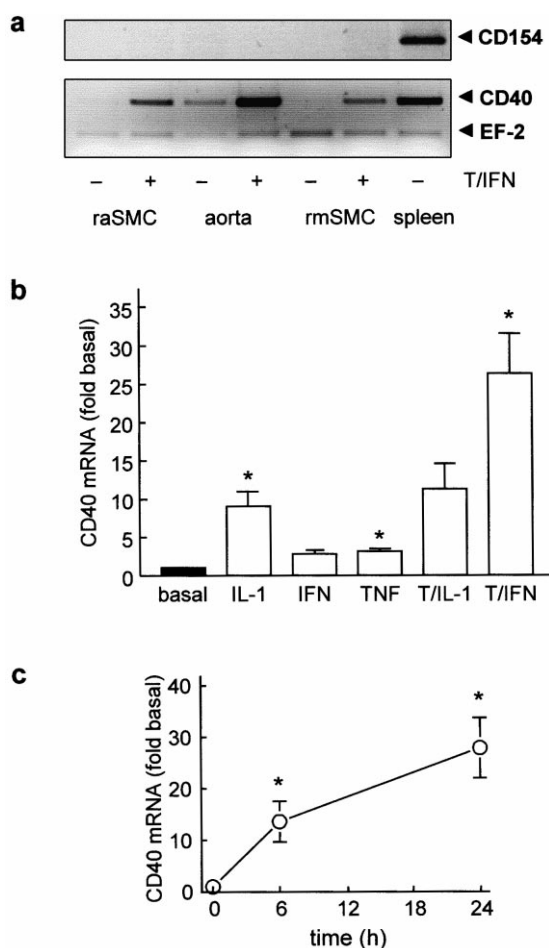 a
◄ CD154
◄ CD40
◄ EF-2
– + – + – + – T/IFN
raSMC aorta rmSMC spleen
b
CD40 mRNA (fold basal)
35
30
25
20
15
10
5
0
* * *
basal IL-1 IFN TNF T/IL-1 T/IFN
c
CD40 mRNA (fold basal)
40
30
20
10
0
* *
0 6 12 18 24
time (h)